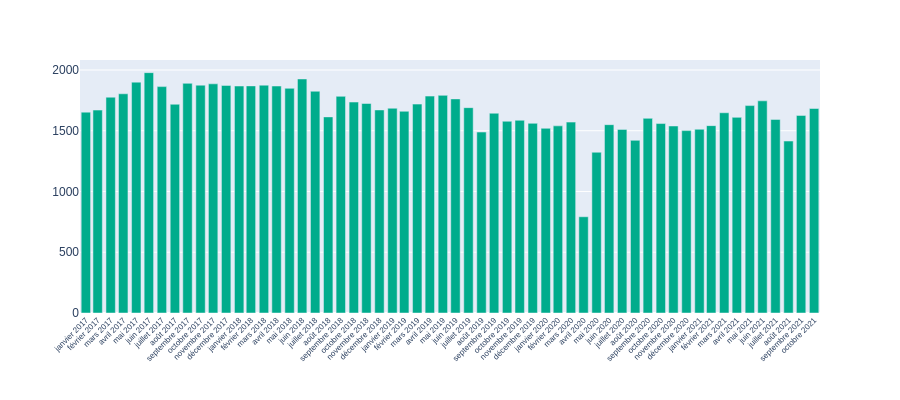 2000
1500
1000
500
0
janvier 2017
février 2017
mars 2017
avril 2017
mai 2017
juin 2017
juillet 2017
août 2017
septembre 2017
octobre 2017
novembre 2017
décembre 2017
janvier 2018
février 2018
mars 2018
avril 2018
mai 2018
juin 2018
juillet 2018
août 2018
septembre 2018
octobre 2018
novembre 2018
décembre 2018
janvier 2019
février 2019
mars 2019
avril 2019
mai 2019
juin 2019
juillet 2019
août 2019
septembre 2019
octobre 2019
novembre 2019
décembre 2019
janvier 2020
février 2020
mars 2020
avril 2020
mai 2020
juin 2020
juillet 2020
août 2020
septembre 2020
octobre 2020
novembre 2020
décembre 2020
janvier 2021
février 2021
mars 2021
avril 2021
mai 2021
juin 2021
juillet 2021
août 2021
septembre 2021
octobre 2021